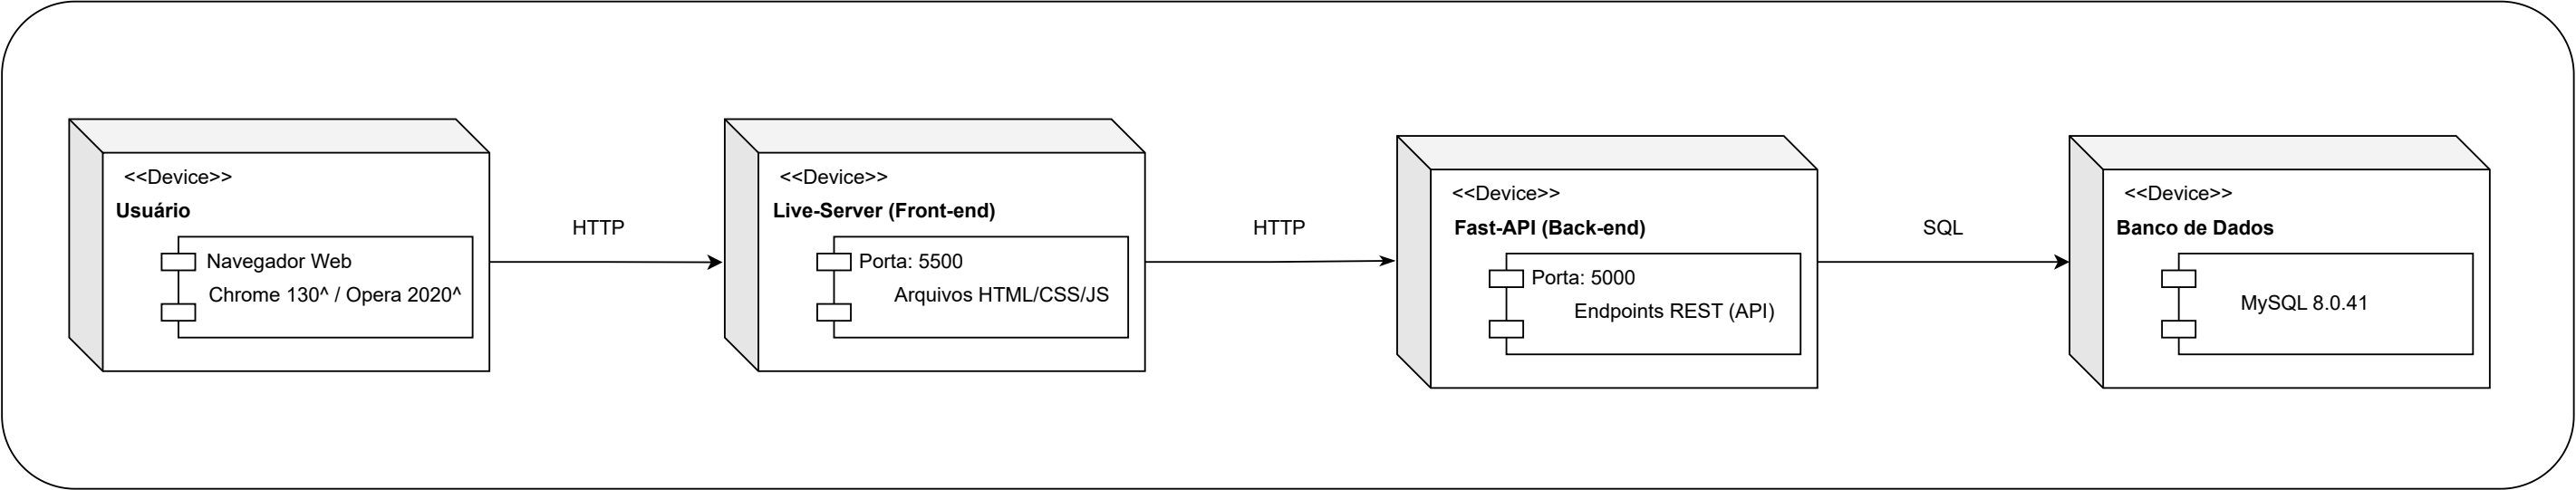 <<Device>>
Usuário
Navegador Web
Chrome 130^ / Opera 2020^
HTTP
<<Device>>
Live-Server (Front-end)
Porta: 5500
Arquivos HTML/CSS/JS
HTTP
<<Device>>
Fast-API (Back-end)
Porta: 5000
Endpoints REST (API)
SQL
<<Device>>
Banco de Dados
MySQL 8.0.41